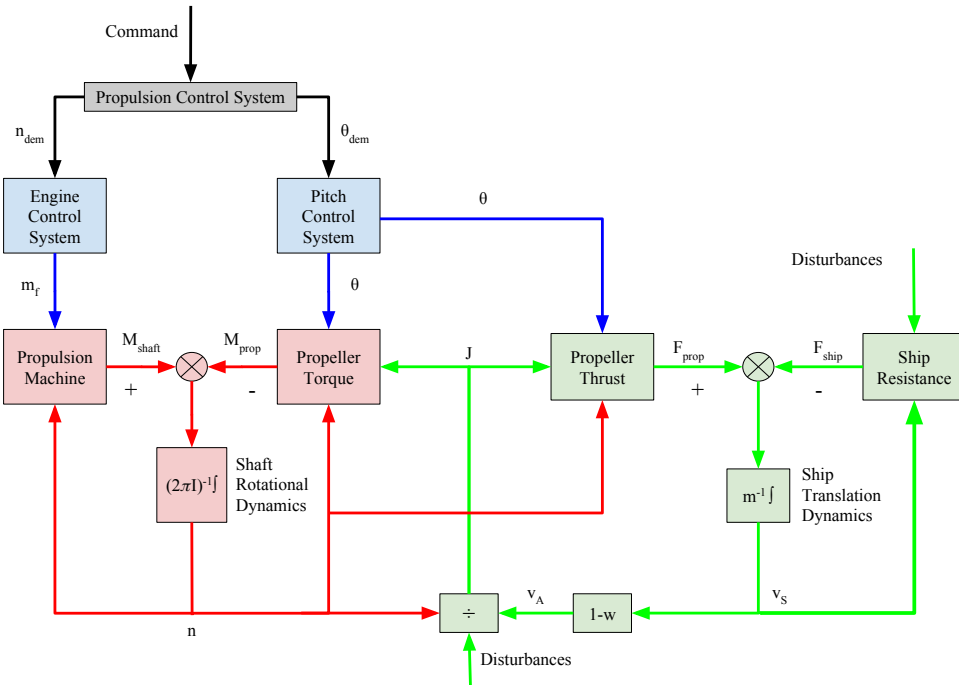 Command
Propulsion Control System
n_dem
θ_dem
Engine
Control
System
Pitch
Control
System
θ
Disturbances
m_f
θ
M_shaft
M_prop
J
F_prop
F_ship
Propulsion
Machine
Propeller
Torque
Propeller
Thrust
Ship
Resistance
+
-
+
-
(2πI)⁻¹∫
Shaft
Rotational
Dynamics
m⁻¹ ∫
Ship
Translation
Dynamics
n
÷
v_A
1-w
v_S
Disturbances